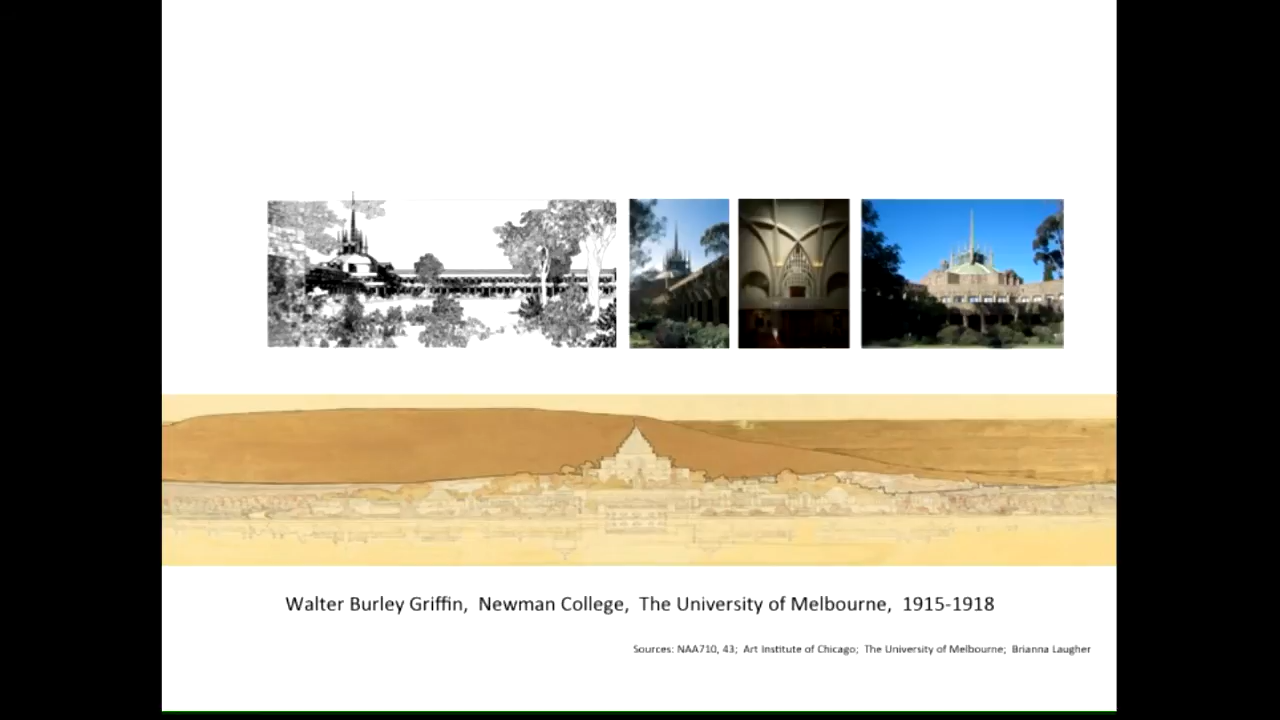 Walter Burley Griffin, Newman College, The University of Melbourne, 1915-1918
Sources: NAA710, 43; Art Institute of Chicago; The University of Melbourne; Brianna Laugher